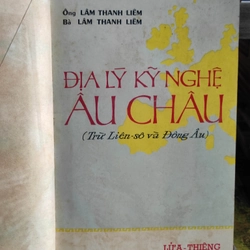 Ông LÂM THANH LIÊM
Bà LÂM THANH LIÊM
ĐỊA LÝ KỸ NGHỆ
ÂU CHÂU
(Trừ Liên-sô và Đông Âu)
LỬA-THIÊNG